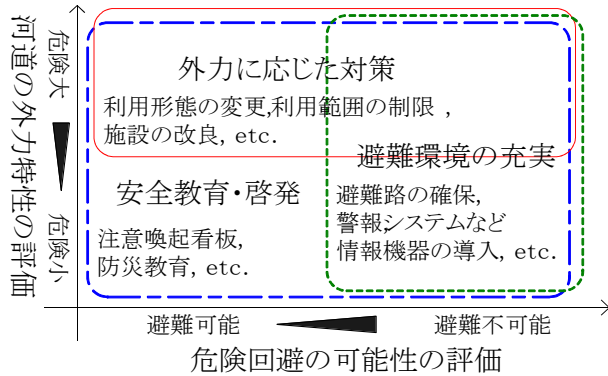 河道の外力特性の評価
危険大
危険小
外力に応じた対策
利用形態の変更,利用範囲の制限 ,
施設の改良, etc.
避難環境の充実
避難路の確保,
警報システムなど
情報機器の導入, etc.
安全教育・啓発
注意喚起看板,
防災教育, etc.
避難可能
避難不可能
危険回避の可能性の評価